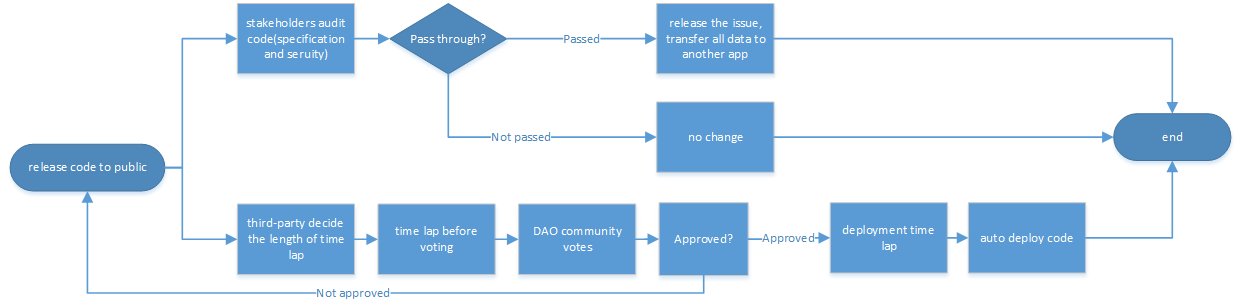 stakeholders audit
code(specification
and seruity)
Pass through?
Passed
release the issue,
transfer all data to
another app
Not passed
no change
release code to public
end
third-party decide
the length of time
lap
time lap before
voting
DAO community
votes
Approved?
Approved
deployment time
lap
auto deploy code
Not approved